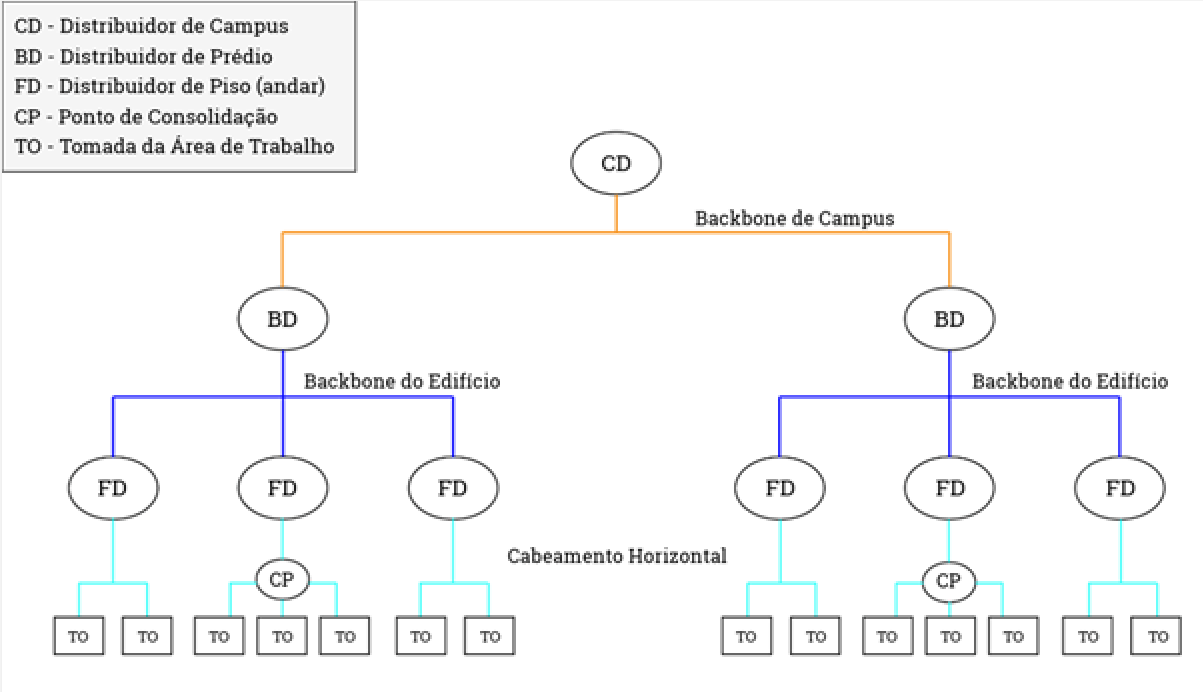 CD - Distribuidor de Campus
BD - Distribuidor de Prédio
FD - Distribuidor de Piso (andar)
CP - Ponto de Consolidação
TO - Tomada da Área de Trabalho
CD
Backbone de Campus
BD BD
Backbone do Edifício Backbone do Edifício
FD FD FD FD FD FD
Cabeamento Horizontal
CP CP
TO TO TO TO TO TO TO TO TO TO TO TO TO TO